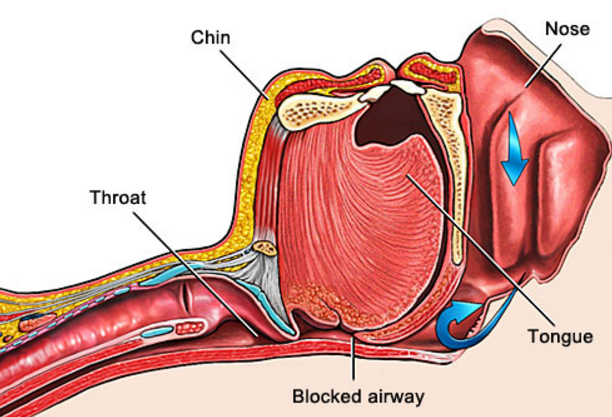 Nose
Chin
Throat
Tongue
Blocked airway